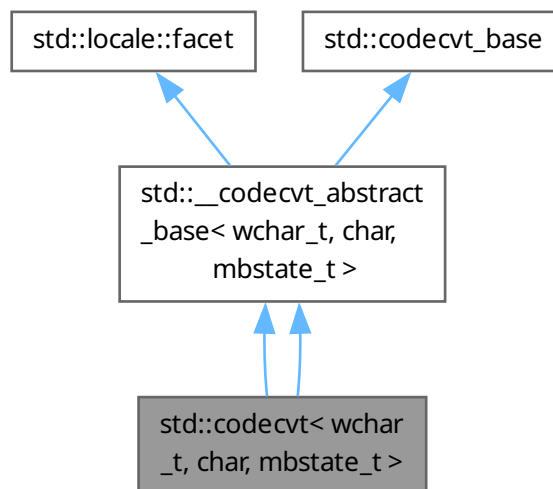 std::locale::facet
std::codecvt_base
std::__codecvt_abstract
_base< wchar_t, char,
mbstate_t >
std::codecvt< wchar
_t, char, mbstate_t >